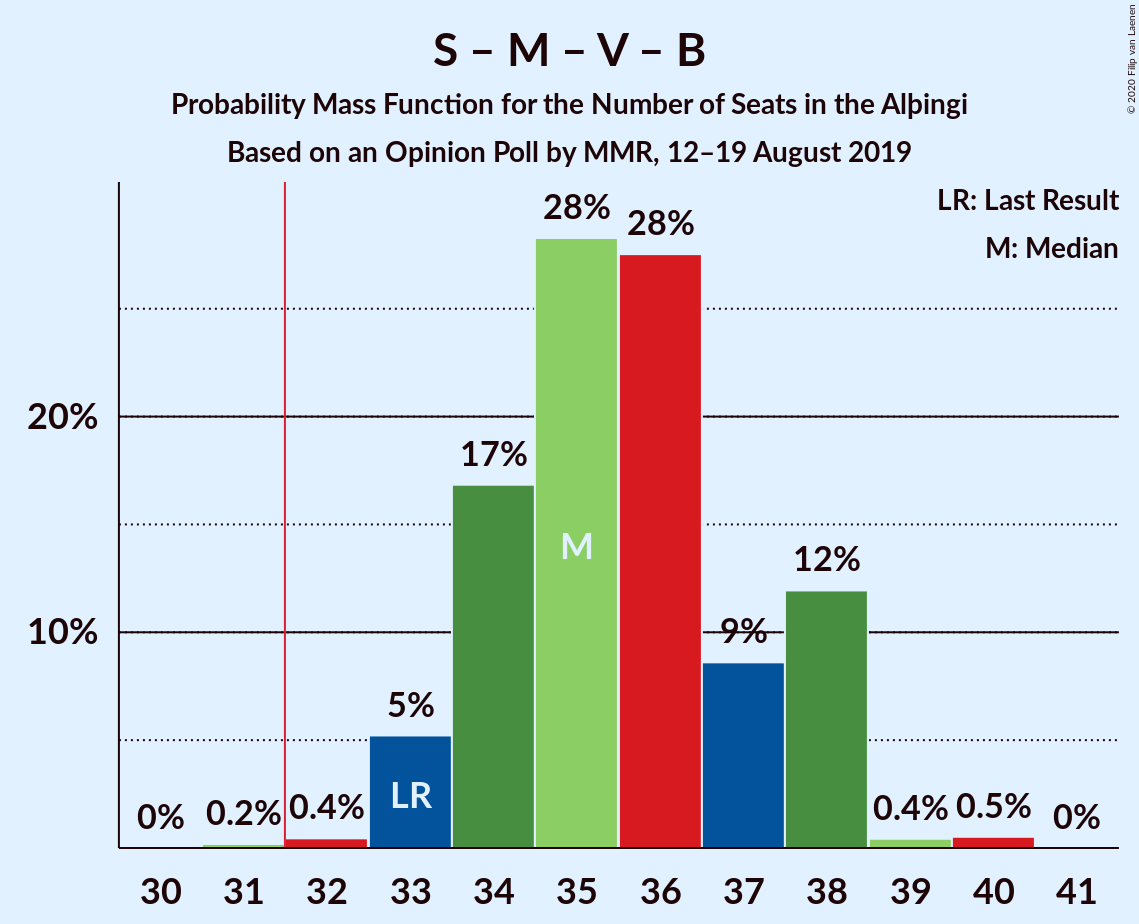 S – M – V – B
Probability Mass Function for the Number of Seats in the Alþingi
Based on an Opinion Poll by MMR, 12–19 August 2019
© 2020 Filip van Laenen
LR: Last Result
M: Median
28%
28%
20%
17%
M
12%
10%
9%
5%
LR
0%
0.2%
0.4%
0.4%
0.5%
0%
30 31 32 33 34 35 36 37 38 39 40 41